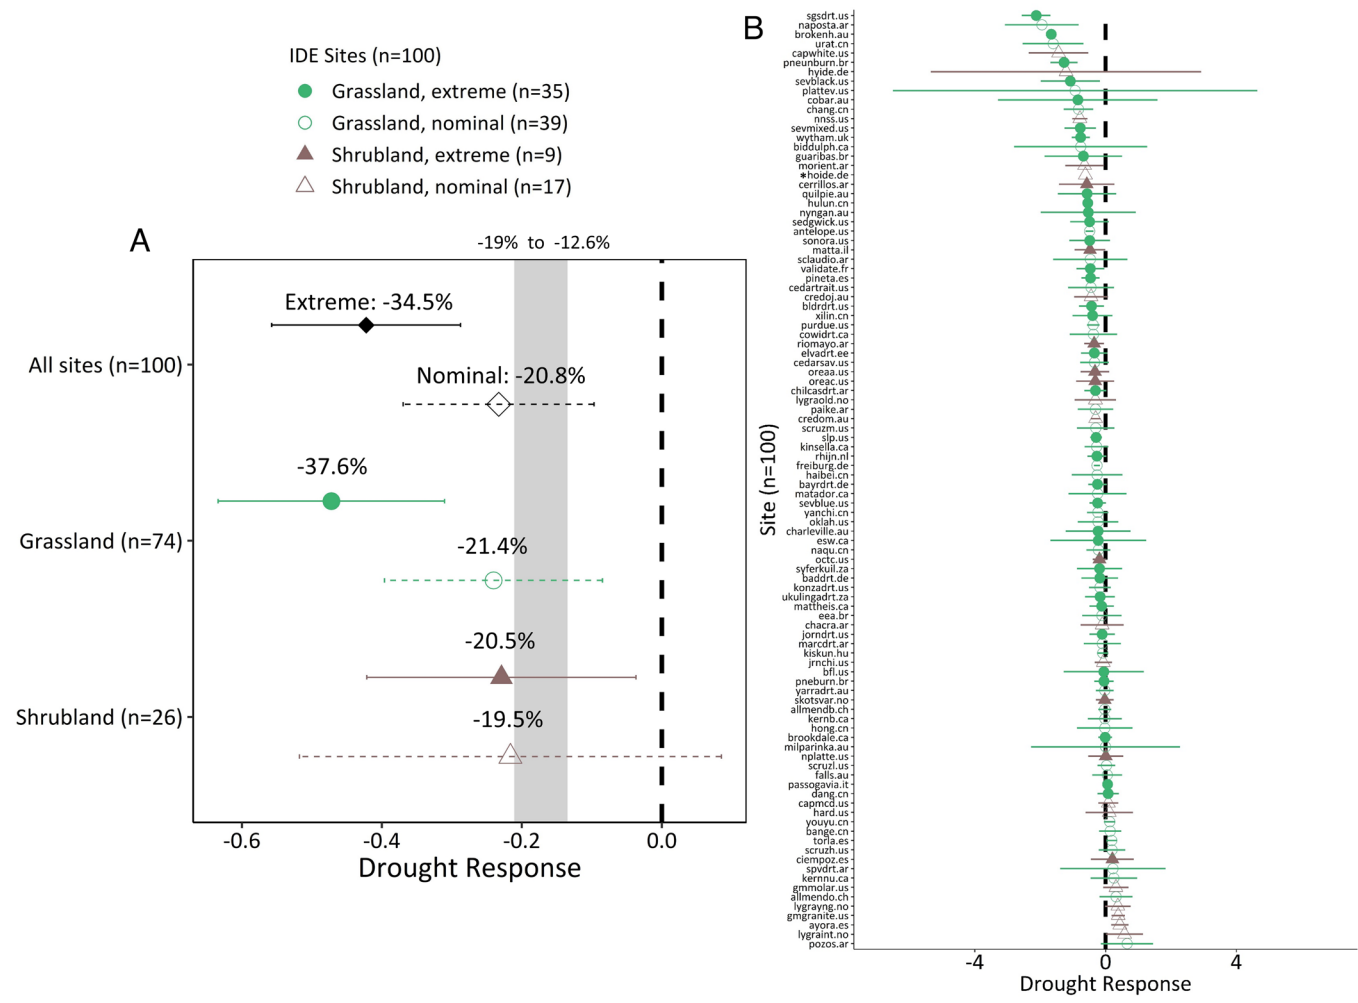 IDE Sites (n=100)
Grassland, extreme (n=35)
Grassland, nominal (n=39)
Shrubland, extreme (n=9)
Shrubland, nominal (n=17)
A
-19% to -12.6%
Extreme: -34.5%
All sites (n=100)
Nominal: -20.8%
-37.6%
Grassland (n=74)
-21.4%
-20.5%
Shrubland (n=26)
-19.5%
-0.6
-0.4
-0.2
0.0
Drought Response
B
Site (n=100)
sgsdrt.us
naposta.ar
brokenh.au
urat.cn
capwhite.us
pneunburn.br
hyide.de
sevblack.us
plattev.us
cobar.au
chang.cn
nnss.us
sevmixed.us
wytham.uk
biddulph.ca
guaribas.br
morient.ar
*hoide.de
cerrillos.ar
quilpie.au
hulun.cn
nyngan.au
sedgwick.us
antelope.us
sonora.us
matta.il
sclaudio.ar
validate.fr
pineta.es
cedartrait.us
credoj.au
bldrdrt.us
xilin.cn
purdue.us
cowidrt.ca
riomayo.ar
elvadrt.ee
cedarsav.us
oreaa.us
oreac.us
chilcasdrt.ar
lygraold.no
paike.ar
credom.au
scruzm.us
slp.us
kinsella.ca
rhijn.nl
freiburg.de
haibei.cn
bayrdrt.de
matador.ca
sevblue.us
yanchi.cn
oklah.us
charleville.au
esw.ca
naqu.cn
octc.us
syferkuil.za
baddrt.de
konzadrt.us
ukulingadrt.za
mattheis.ca
eea.br
chacra.ar
jorndrt.us
marcdrt.ar
kiskun.hu
jrnchi.us
bfl.us
pneburn.br
yarradrt.au
skotsvar.no
allmendb.ch
kernb.ca
hong.cn
brookdale.ca
milparinka.au
nplatte.us
scruzl.us
falls.au
passogavia.it
dang.cn
capmcd.us
hard.us
youyu.cn
bange.cn
torla.es
scruzh.us
ciempoz.es
spvdrt.ar
kernnu.ca
gmmolar.us
allmendo.ch
lygrayng.no
gmgranite.us
ayora.es
lygraint.no
pozos.ar
-4
0
4
Drought Response